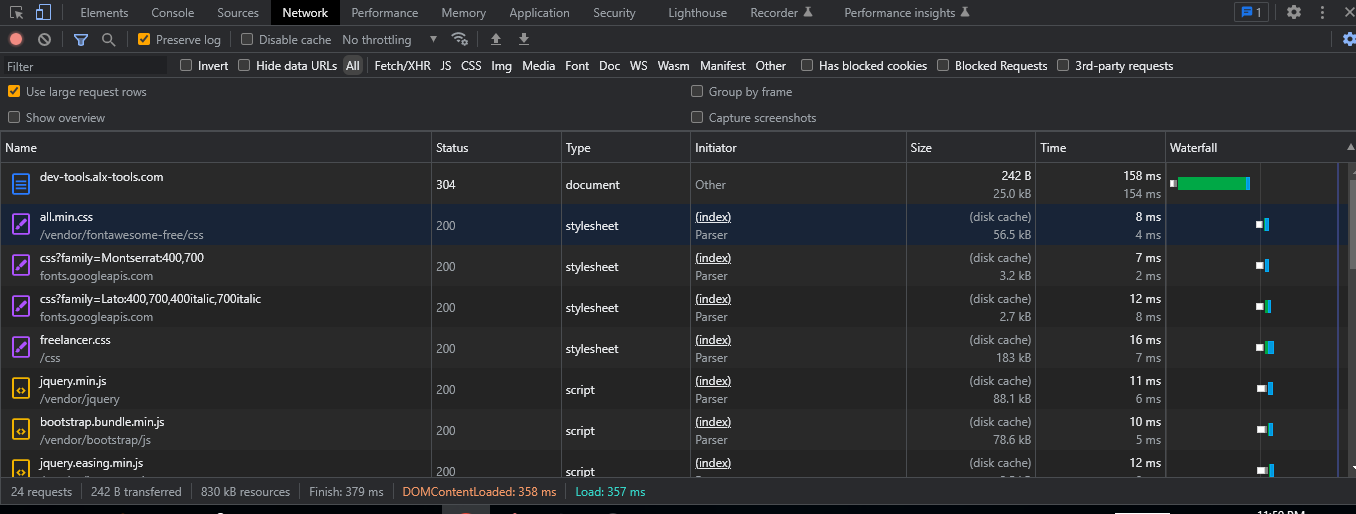 Elements Console Sources Network Performance Memory Application Security Lighthouse Recorder Performance insights 1
Preserve log Disable cache No throttling
Filter Invert Hide data URLs All Fetch/XHR JS CSS Img Media Font Doc WS Wasm Manifest Other Has blocked cookies Blocked Requests 3rd-party requests
Use large request rows Group by frame
Show overview Capture screenshots
Name Status Type Initiator Size Time Waterfall
dev-tools.alx-tools.com 304 document Other 242 B 158 ms
25.0 kB 154 ms
all.min.css 200 stylesheet (index) (disk cache) 8 ms
/vendor/fontawesome-free/css Parser 56.5 kB 4 ms
css?family=Montserrat:400,700 200 stylesheet (index) (disk cache) 7 ms
fonts.googleapis.com Parser 3.2 kB 2 ms
css?family=Lato:400,700,400italic,700italic 200 stylesheet (index) (disk cache) 12 ms
fonts.googleapis.com Parser 2.7 kB 8 ms
freelancer.css 200 stylesheet (index) (disk cache) 16 ms
/css Parser 183 kB 7 ms
jquery.min.js 200 script (index) (disk cache) 11 ms
/vendor/jquery Parser 88.1 kB 6 ms
bootstrap.bundle.min.js 200 script (index) (disk cache) 10 ms
/vendor/bootstrap/js Parser 78.6 kB 5 ms
jquery.easing.min.js 200 script (index) (disk cache) 12 ms
24 requests 242 B transferred 830 kB resources Finish: 379 ms DOMContentLoaded: 358 ms Load: 357 ms